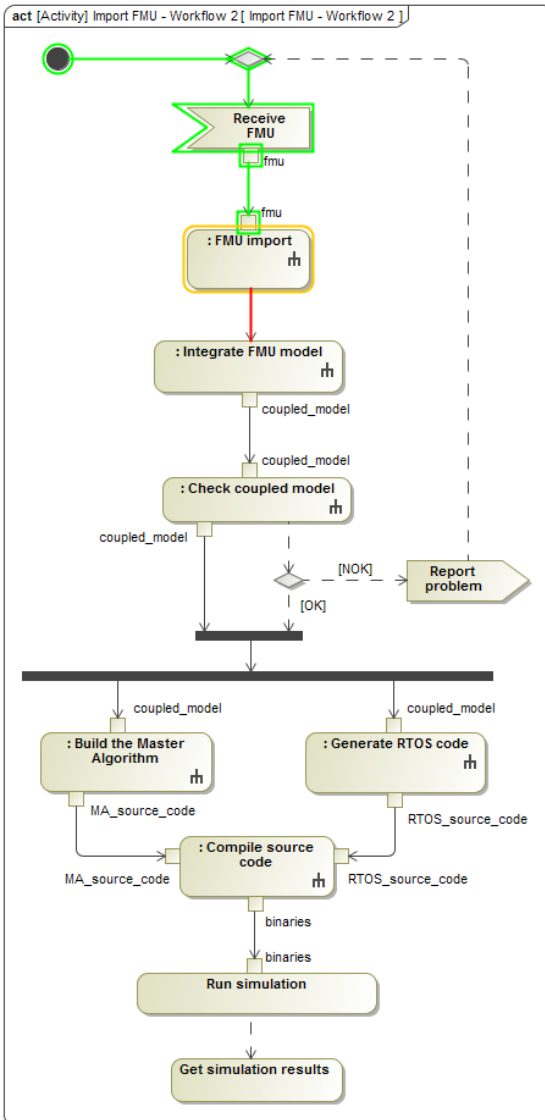 act [Activity] Import FMU - Workflow 2 [ Import FMU - Workflow 2 ]
Receive
FMU
fmu
fmu
: FMU import
: Integrate FMU model
coupled_model
coupled_model
: Check coupled model
coupled_model
[NOK]
Report
problem
[OK]
coupled_model
coupled_model
: Build the Master
Algorithm
: Generate RTOS code
MA_source_code
RTOS_source_code
: Compile source
code
MA_source_code
RTOS_source_code
binaries
binaries
Run simulation
Get simulation results